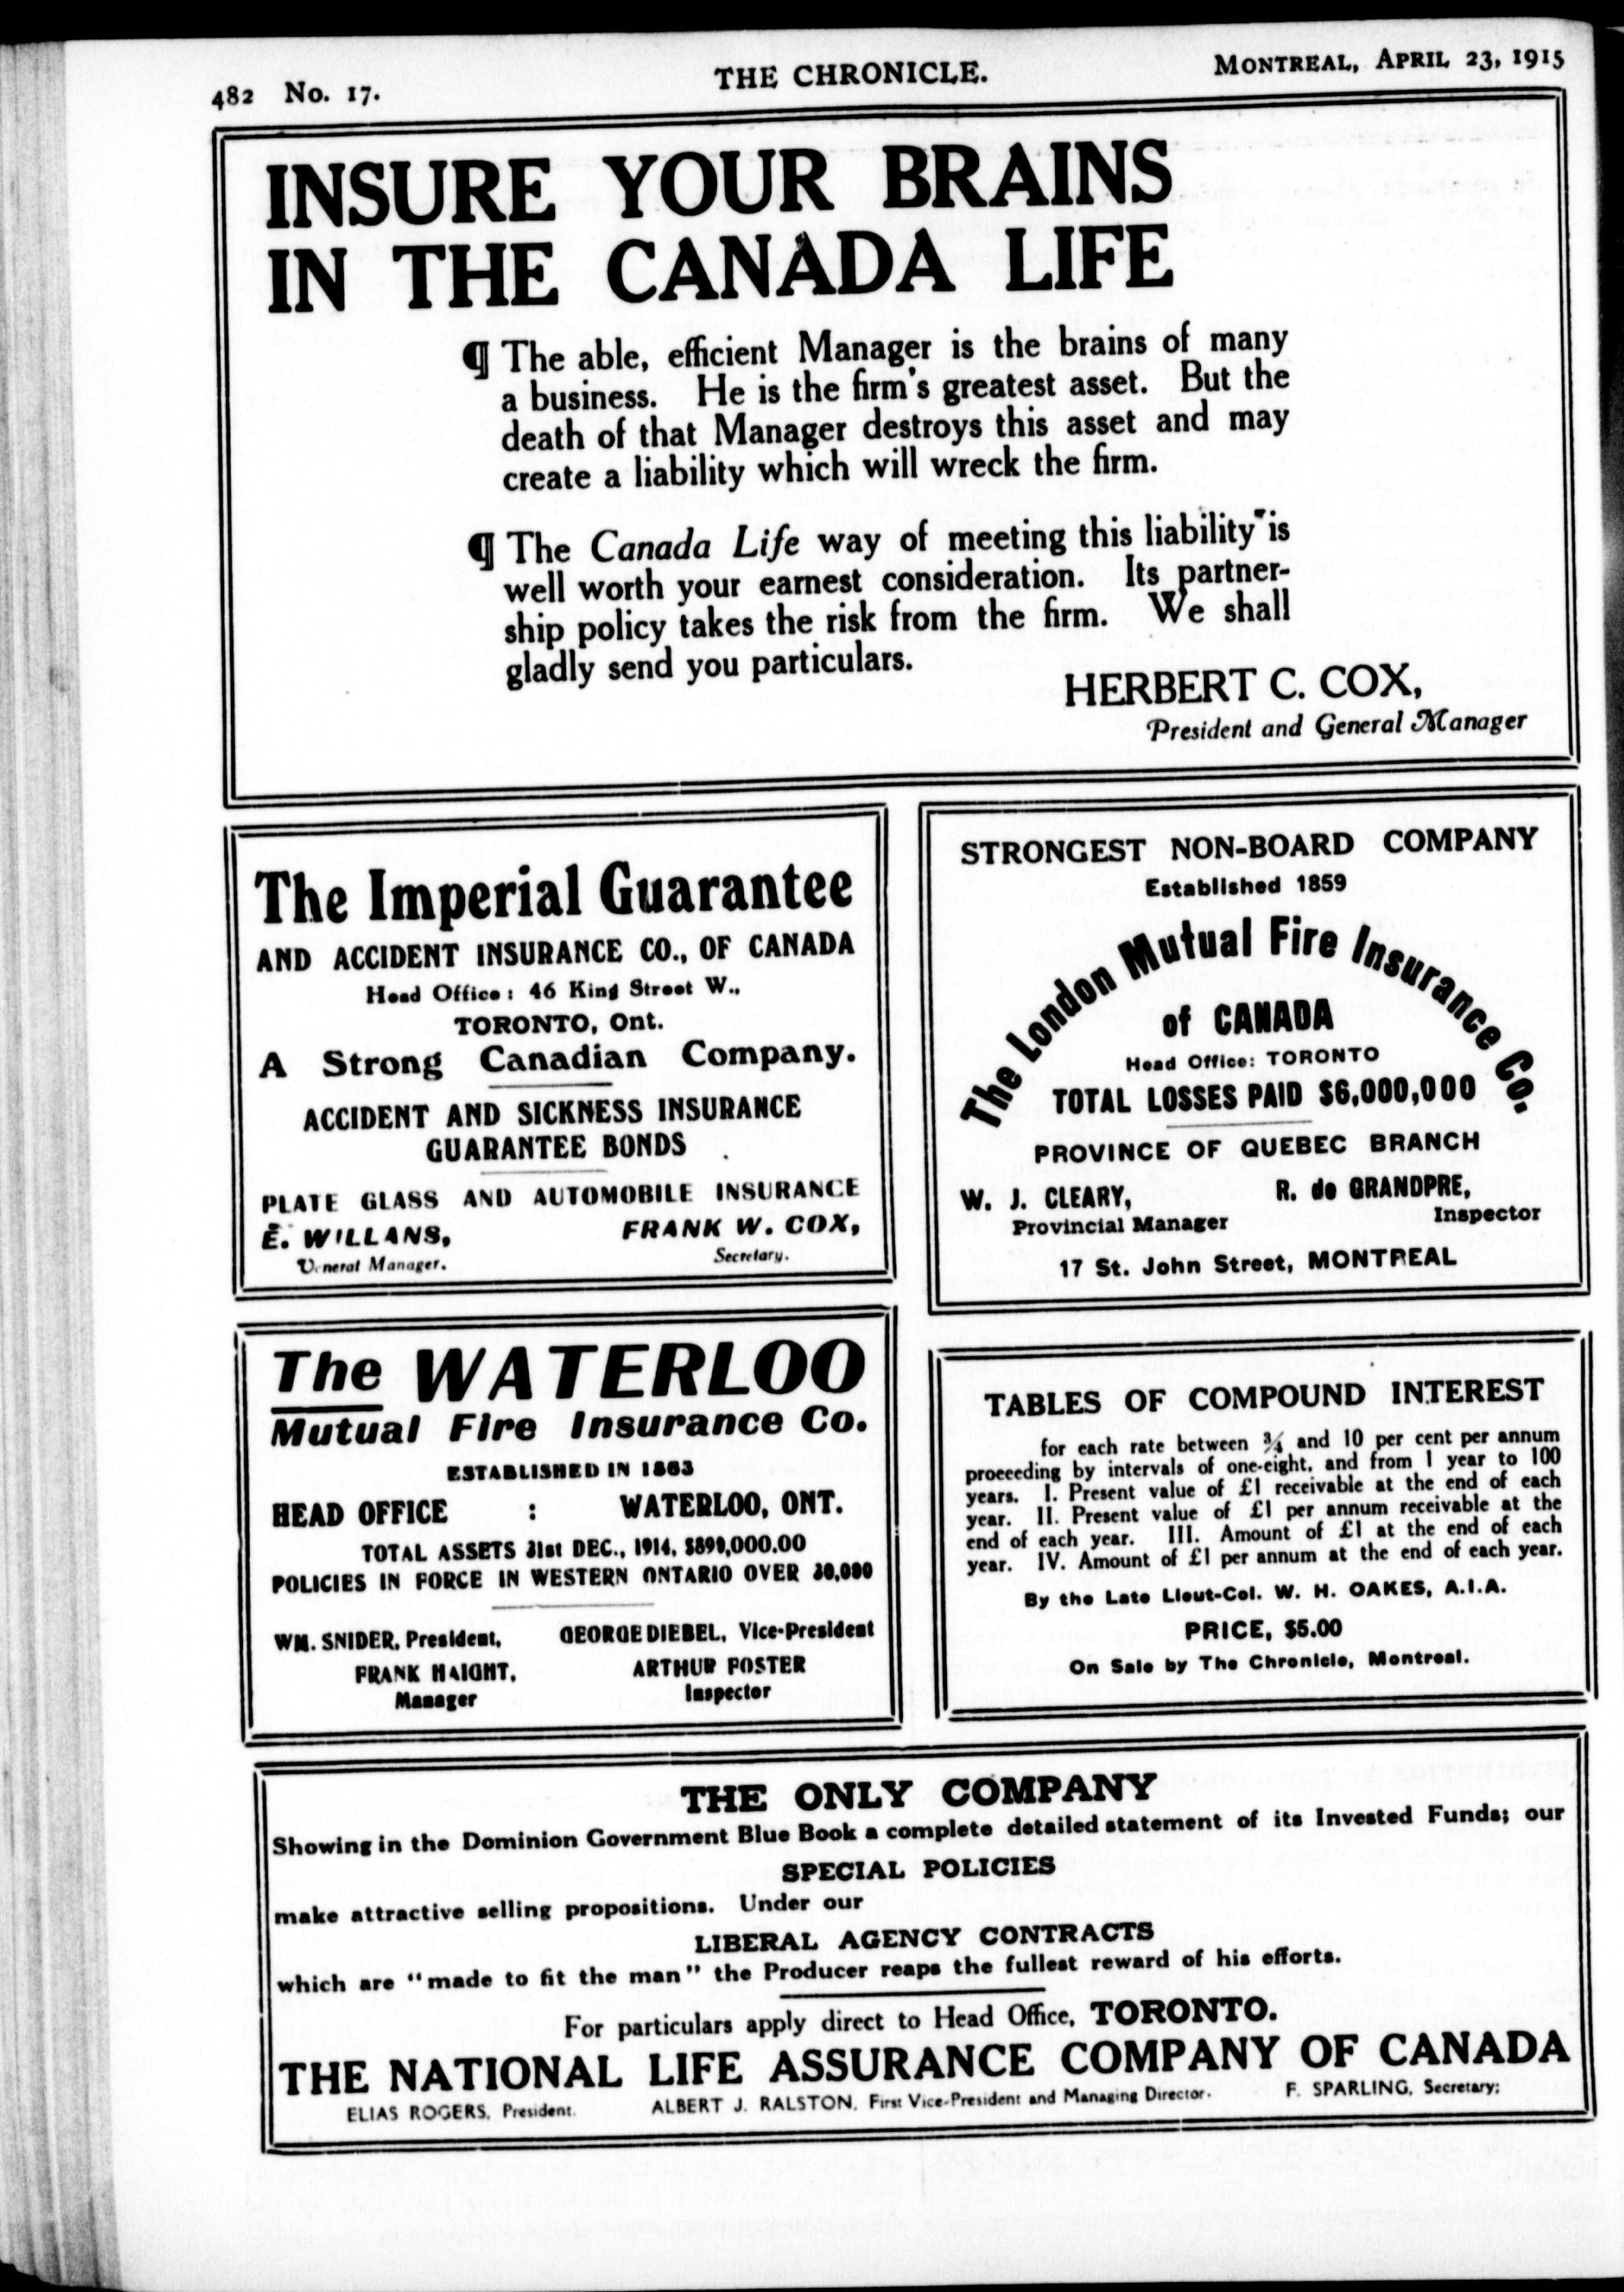 482 No. 17.
THE CHRONICLE.
MONTREAL, APRIL 23, 1915
INSURE YOUR BRAINS
IN THE CANADA LIFE
¶ The able, efficient Manager is the brains of many
a business. He is the firm's greatest asset. But the
death of that Manager destroys this asset and may
create a liability which will wreck the firm.
¶ The Canada Life way of meeting this liability is
well worth your earnest consideration. Its partner-
ship policy takes the risk from the firm. We shall
gladly send you particulars.
HERBERT C. COX,
President and General Manager
The Imperial Guarantee
AND ACCIDENT INSURANCE CO., OF CANADA
Head Office: 46 King Street W.,
TORONTO, Ont.
A Strong Canadian Company.
ACCIDENT AND SICKNESS INSURANCE
GUARANTEE BONDS
PLATE GLASS AND AUTOMOBILE INSURANCE
E. WILLANS,
General Manager.
FRANK W. COX,
Secretary.
STRONGEST NON-BOARD COMPANY
Established 1859
The London Mutual Fire Insurance Co.
of CANADA
Head Office: TORONTO
TOTAL LOSSES PAID $6,000,000
PROVINCE OF QUEBEC BRANCH
W. J. CLEARY,
Provincial Manager
R. de GRANDPRE,
Inspector
17 St. John Street, MONTREAL
The WATERLOO
Mutual Fire Insurance Co.
ESTABLISHED IN 1863
HEAD OFFICE : WATERLOO, ONT.
TOTAL ASSETS 31st DEC., 1914, $899,000.00
POLICIES IN FORCE IN WESTERN ONTARIO OVER 30,000
WM. SNIDER, President,
GEORGE DIEBEL, Vice-President
FRANK HAIGHT,
Manager
ARTHUR FOSTER
Inspector
TABLES OF COMPOUND INTEREST
for each rate between ¾ and 10 per cent per annum
proceeding by intervals of one-eight, and from 1 year to 100
years. I. Present value of £1 receivable at the end of each
year. II. Present value of £1 per annum receivable at the
end of each year. III. Amount of £1 at the end of each
year. IV. Amount of £1 per annum at the end of each year.
By the Late Lieut-Col. W. H. OAKES, A.I.A.
PRICE, $5.00
On Sale by The Chronicle, Montreal.
THE ONLY COMPANY
Showing in the Dominion Government Blue Book a complete detailed statement of its Invested Funds; our
SPECIAL POLICIES
make attractive selling propositions. Under our
LIBERAL AGENCY CONTRACTS
which are "made to fit the man" the Producer reaps the fullest reward of his efforts.
For particulars apply direct to Head Office, TORONTO.
THE NATIONAL LIFE ASSURANCE COMPANY OF CANADA
ELIAS ROGERS, President.
ALBERT J. RALSTON, First Vice-President and Managing Director.
F. SPARLING, Secretary;